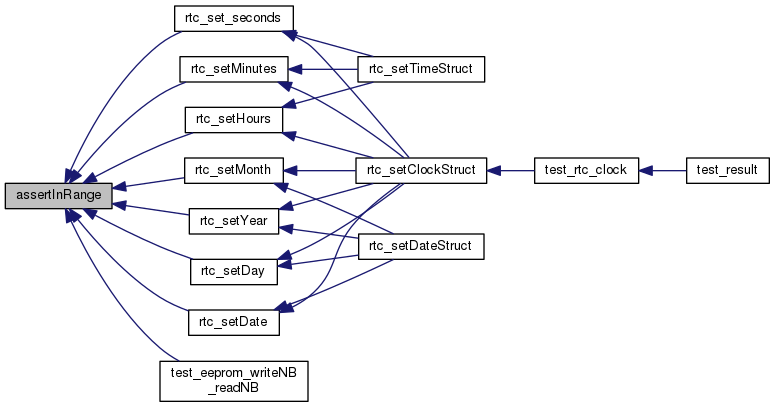 rtc_set_seconds
rtc_setMinutes
rtc_setTimeStruct
rtc_setHours
rtc_setMonth
rtc_setClockStruct
test_rtc_clock
test_result
assertInRange
rtc_setYear
rtc_setDateStruct
rtc_setDay
rtc_setDate
test_eeprom_writeNB
_readNB